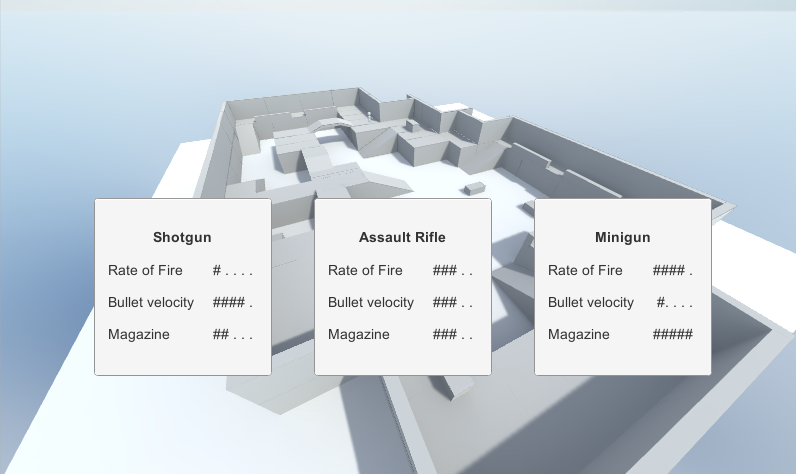 Shotgun
Rate of Fire # . . . .
Bullet velocity #### .
Magazine ## . . .
Assault Rifle
Rate of Fire ### . .
Bullet velocity ### . .
Magazine ### . .
Minigun
Rate of Fire #### .
Bullet velocity #. . . .
Magazine #####